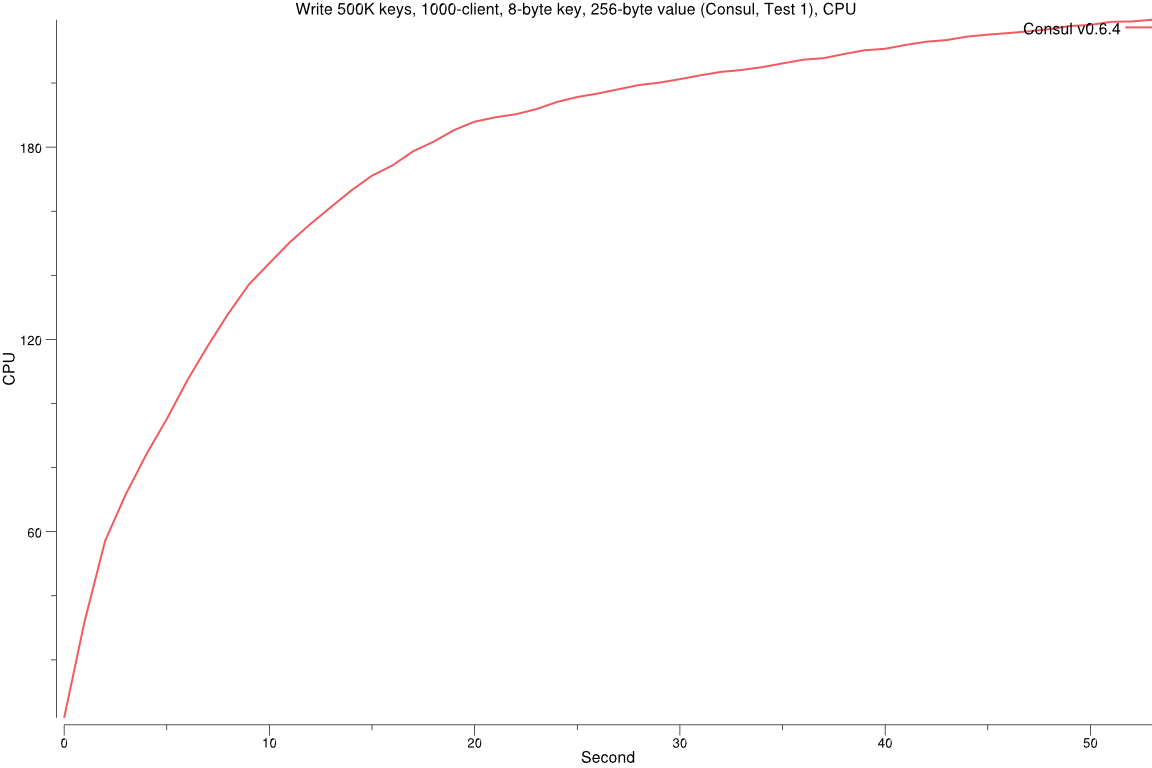 Write 500K keys, 1000-client, 8-byte key, 256-byte value (Consul, Test 1), CPU
Consul v0.6.4
180
120
60
CPU
0 10 20 30 40 50
Second